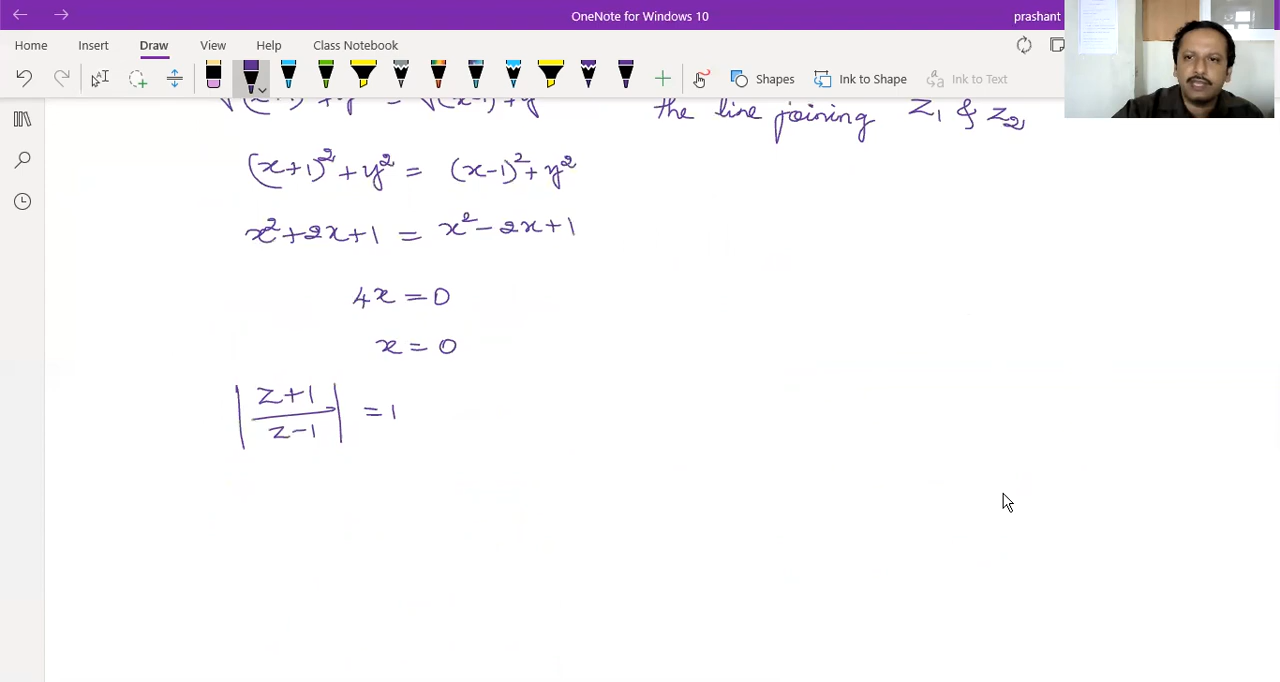 OneNote for Windows 10
prashant
Home Insert Draw View Help Class Notebook
Shapes Ink to Shape Ink to Text
the line joining Z1 & Z2
(x+1)²+y² = (x-1)²+y²
x²+2x+1 = x²-2x+1
4x=0
x=0
|z+1/z-1| =1